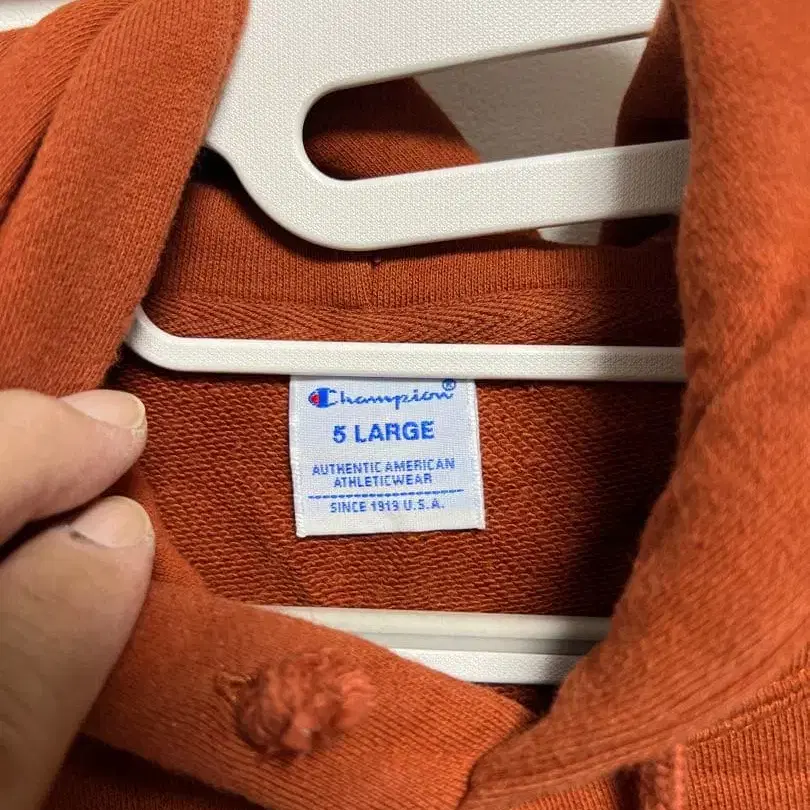 Champion®
5 LARGE
AUTHENTIC AMERICAN
ATHLETICWEAR
SINCE 1919 U.S.A.